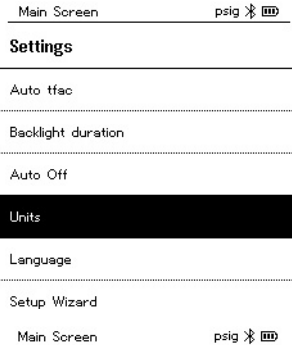 Main Screen psig
Settings
Auto tfac
Backlight duration
Auto Off
Units
Language
Setup Wizard
Main Screen psig